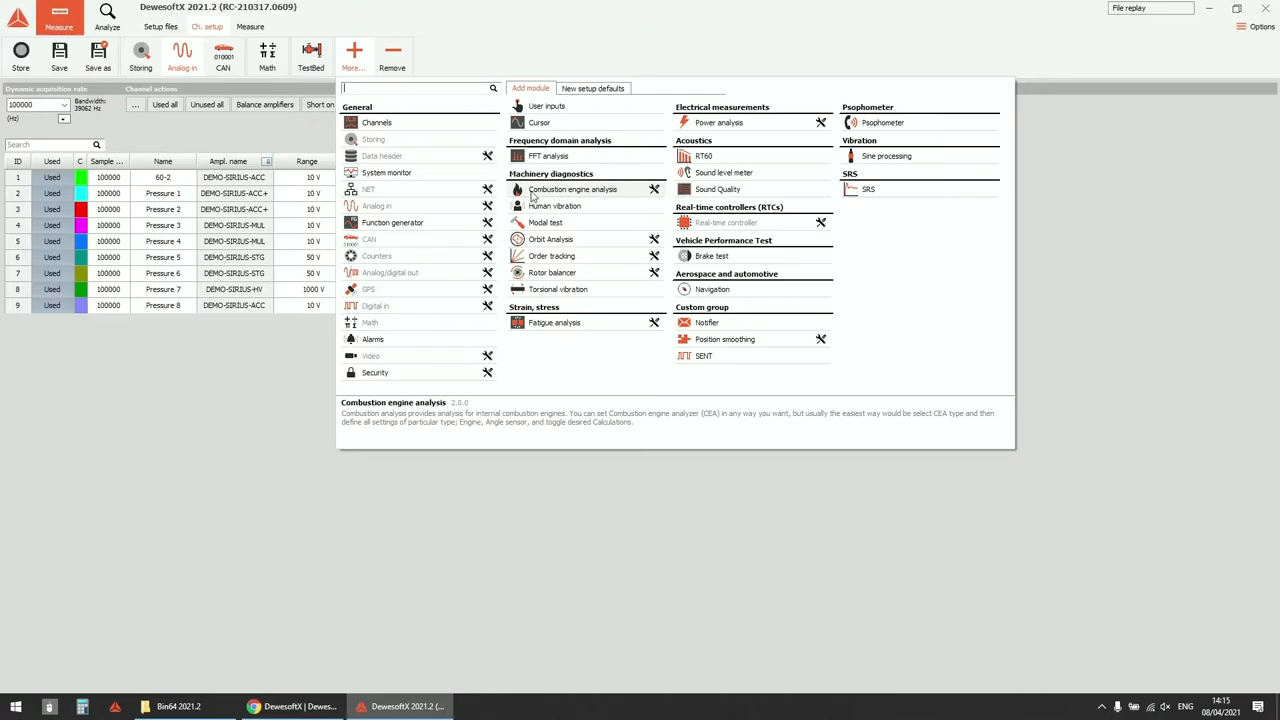 DewesoftX 2021.2 (RC-210317.0609)
File replay
Measure
Analyze
Setup files
Ch. setup
Measure
Options
Store
Save
Save as
Storing
Analog in
CAN
Math
TestBed
More...
Remove
Dynamic acquisition rate
Channel actions
100000
Bandwidth:
39062 Hz
(Hz)
...
Used all
Unused all
Balance amplifiers
Short on
Search
ID Used C Sample ... Name Ampl. name Range
1 Used 100000 60-2 DEMO-SIRIUS-ACC 10 V
2 Used 100000 Pressure 1 DEMO-SIRIUS-ACC+ 10 V
3 Used 100000 Pressure 2 DEMO-SIRIUS-ACC+ 10 V
4 Used 100000 Pressure 3 DEMO-SIRIUS-MUL 10 V
5 Used 100000 Pressure 4 DEMO-SIRIUS-MUL 10 V
6 Used 100000 Pressure 5 DEMO-SIRIUS-STG 50 V
7 Used 100000 Pressure 6 DEMO-SIRIUS-STG 50 V
8 Used 100000 Pressure 7 DEMO-SIRIUS-HV 1000 V
9 Used 100000 Pressure 8 DEMO-SIRIUS-ACC 10 V
Add module
New setup defaults
General
Channels
Storing
Data header
System monitor
NET
Analog in
Function generator
CAN
Counters
Analog/digital out
GPS
Digital in
Math
Alarms
Video
Security
User inputs
Cursor
Frequency domain analysis
FFT analysis
Machinery diagnostics
Combustion engine analysis
Human vibration
Modal test
Orbit Analysis
Order tracking
Rotor balancer
Torsional vibration
Strain, stress
Fatigue analysis
Electrical measurements
Power analysis
Acoustics
RT60
Sound level meter
Sound Quality
Real-time controllers (RTCs)
Real-time controller
Vehicle Performance Test
Brake test
Aerospace and automotive
Navigation
Custom group
Notifier
Position smoothing
SENT
Psophometer
Psophometer
Vibration
Sine processing
SRS
SRS
Combustion engine analysis 2.0.0
Combustion analysis provides analysis for internal combustion engines. You can set Combustion engine analyzer (CEA) in any way you want, but usually the easiest way would be select CEA type and then
define all settings of particular type; Engine, Angle sensor, and toggle desired Calculations.
Bin64 2021.2
DewesoftX | Dewes...
DewesoftX 2021.2 (...
ENG
14:15
08/04/2021